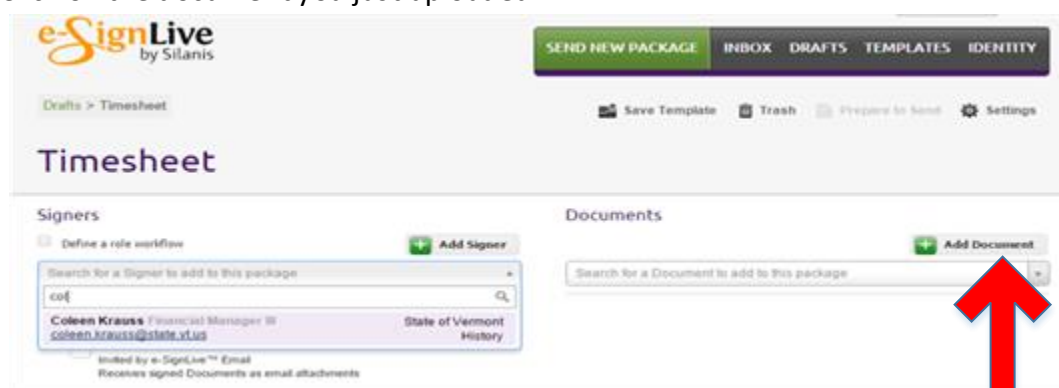 e-SignLive
by Silanis
SEND NEW PACKAGE INBOX DRAFTS TEMPLATES IDENTITY
Drafts > Timesheet
Save Template Trash Prepare to Send Settings
Timesheet
Signers
Documents
Define a role workflow
Add Signer
Add Document
Search for a Signer to add to this package
Search for a Document to add to this package
col
Coleen Krauss Financial Manager III State of Vermont
coleen.krauss@state.vt.us History
Invited by e-SignLive™ Email
Receives signed Documents as email attachments